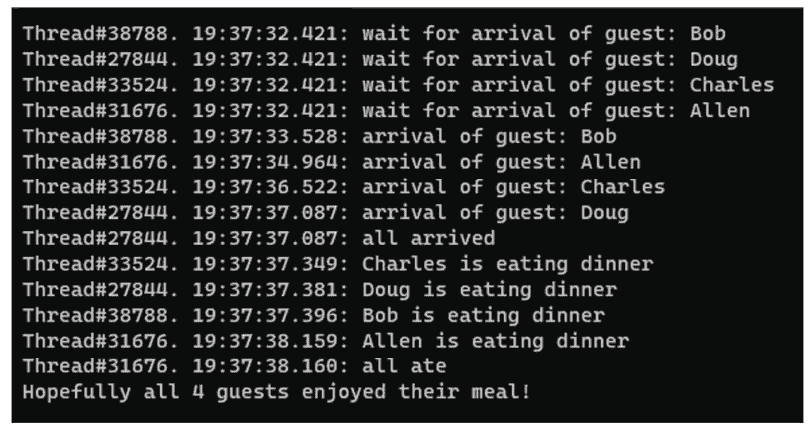 Thread#38788. 19:37:32.421: wait for arrival of guest: Bob
Thread#27844. 19:37:32.421: wait for arrival of guest: Doug
Thread#33524. 19:37:32.421: wait for arrival of guest: Charles
Thread#31676. 19:37:32.421: wait for arrival of guest: Allen
Thread#38788. 19:37:33.528: arrival of guest: Bob
Thread#31676. 19:37:34.964: arrival of guest: Allen
Thread#33524. 19:37:36.522: arrival of guest: Charles
Thread#27844. 19:37:37.087: arrival of guest: Doug
Thread#27844. 19:37:37.087: all arrived
Thread#33524. 19:37:37.349: Charles is eating dinner
Thread#27844. 19:37:37.381: Doug is eating dinner
Thread#38788. 19:37:37.396: Bob is eating dinner
Thread#31676. 19:37:38.159: Allen is eating dinner
Thread#31676. 19:37:38.160: all ate
Hopefully all 4 guests enjoyed their meal!